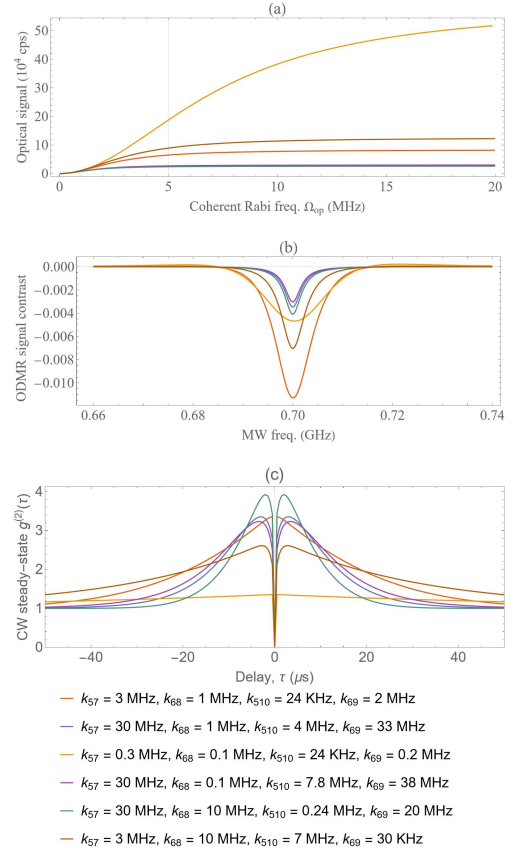 (a)
50
40
30
20
10
0
Optical signal (10⁴ cps)
0 5 10 15 20
Coherent Rabi freq. Ωop (MHz)
(b)
0.000
−0.002
−0.004
−0.006
−0.008
−0.010
ODMR signal contrast
0.66 0.68 0.70 0.72 0.74
MW freq. (GHz)
(c)
4
3
2
1
0
CW steady−state g⁽²⁾(τ)
−40 −20 0 20 40
Delay, τ (μs)
k57 = 3 MHz, k68 = 1 MHz, k510 = 24 KHz, k69 = 2 MHz
k57 = 30 MHz, k68 = 1 MHz, k510 = 4 MHz, k69 = 33 MHz
k57 = 0.3 MHz, k68 = 0.1 MHz, k510 = 24 KHz, k69 = 0.2 MHz
k57 = 30 MHz, k68 = 0.1 MHz, k510 = 7.8 MHz, k69 = 38 MHz
k57 = 30 MHz, k68 = 10 MHz, k510 = 0.24 MHz, k69 = 20 MHz
k57 = 3 MHz, k68 = 10 MHz, k510 = 7 MHz, k69 = 30 KHz